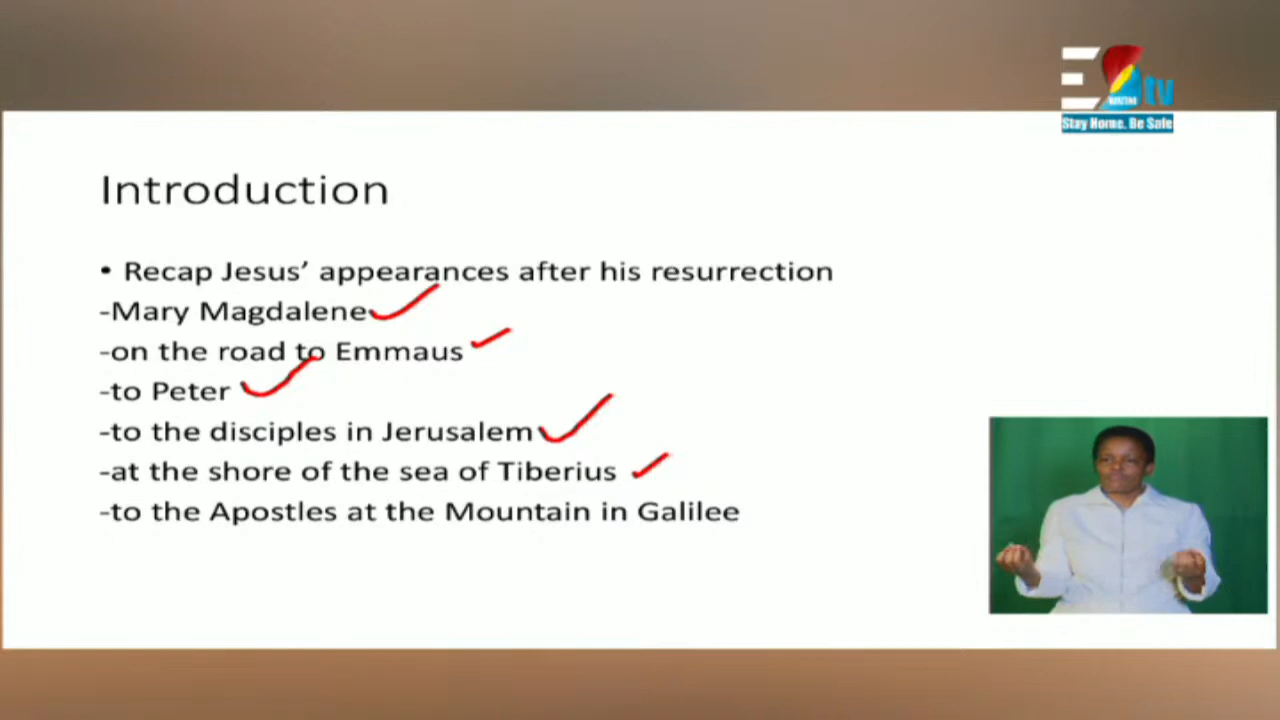 tv
Stay Home. Be Safe
Introduction
• Recap Jesus’ appearances after his resurrection
-Mary Magdalene
-on the road to Emmaus
-to Peter
-to the disciples in Jerusalem
-at the shore of the sea of Tiberius
-to the Apostles at the Mountain in Galilee